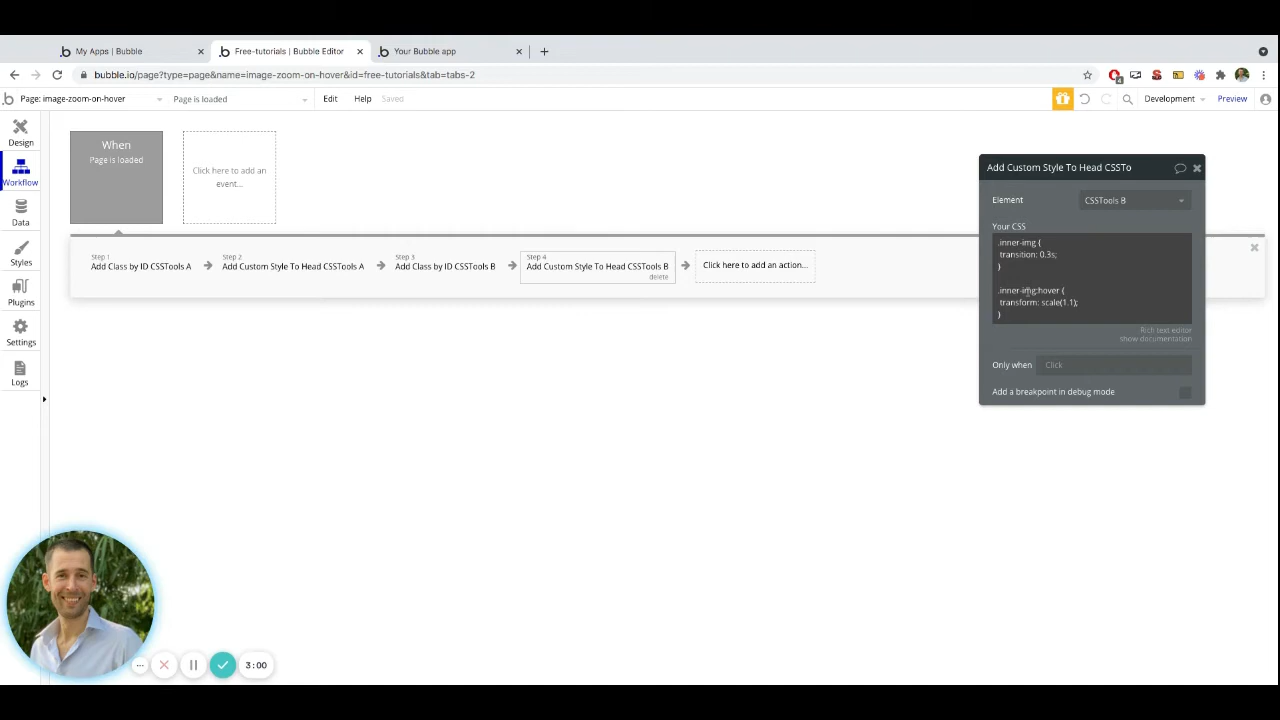 My Apps | Bubble
Free-tutorials | Bubble Editor
Your Bubble app
bubble.io/page?type=page&name=image-zoom-on-hover&id=free-tutorials&tab=tabs-2
Page: image-zoom-on-hover
Page is loaded
Edit
Help
Saved
Development
Preview
Design
Workflow
Data
Styles
Plugins
Settings
Logs
When
Page is loaded
Click here to add an
event...
Step 1
Add Class by ID CSSTools A
Step 2
Add Custom Style To Head CSSTools A
Step 3
Add Class by ID CSSTools B
Step 4
Add Custom Style To Head CSSTools B
delete
Click here to add an action...
Add Custom Style To Head CSSTo
Element
CSSTools B
Your CSS
.inner-img {
transition: 0.3s;
}
.inner-img:hover {
transform: scale(1.1);
}
Rich text editor
show documentation
Only when
Click
Add a breakpoint in debug mode
3:00